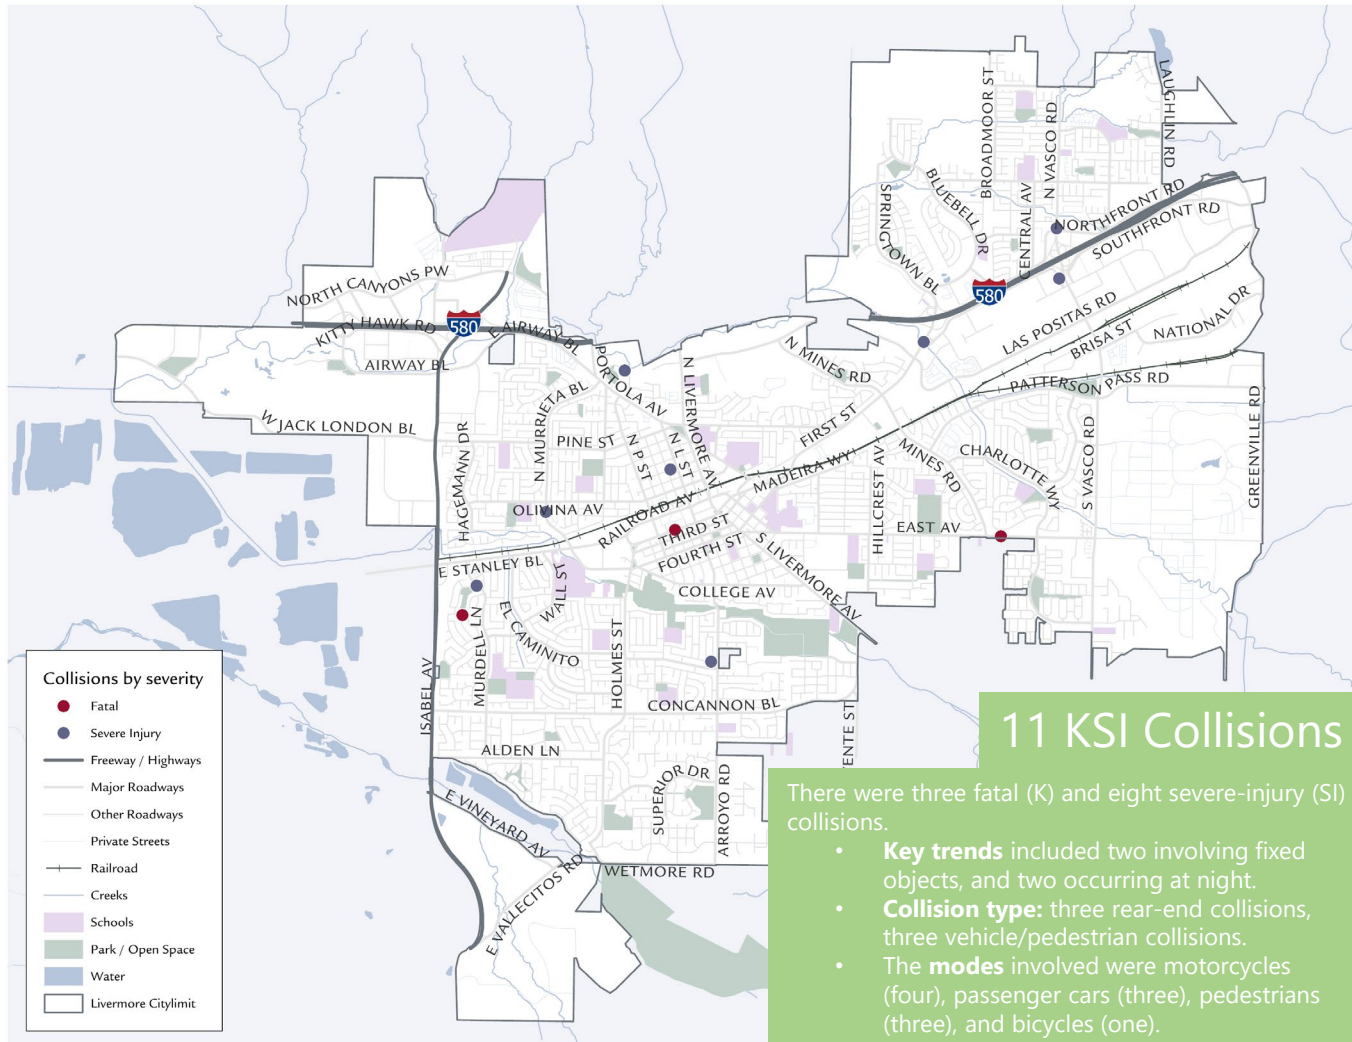 LAUGHLIN RD
BROADMOOR ST
N VASCO RD
BLUEBELL DR
SPRINGTOWN BL
CENTRAL AV
NORTHFRONT RD
SOUTHFRONT RD
580
NORTH CANYONS PW
KITTY HAWK RD
580
E AIRWAY BL
AIRWAY BL
LAS POSITAS RD
BRISA ST
NATIONAL DR
N MINES RD
PORTOLA AV
N LIVERMORE AV
PATTERSON PASS RD
GREENVILLE RD
N MURRIETA BL
W JACK LONDON BL
HAGEMANN DR
PINE ST
N P ST
N L ST
FIRST ST
MADEIRA WY
HILLCREST AV
MINES RD
CHARLOTTE WY
S VASCO RD
OLIVINA AV
RAILROAD AV
THIRD ST
FOURTH ST
EAST AV
S LIVERMORE AV
E STANLEY BL
WALL ST
COLLEGE AV
EL CAMINITO
MURDELL LN
HOLMES ST
ISABEL AV
CONCANNON BL
ALDEN LN
SUPERIOR DR
ARROYO RD
ENTE ST
E VINEYARD AV
E VALLECITOS RD
WETMORE RD
Collisions by severity
Fatal
Severe Injury
Freeway / Highways
Major Roadways
Other Roadways
Private Streets
Railroad
Creeks
Schools
Park / Open Space
Water
Livermore Citylimit
11 KSI Collisions
There were three fatal (K) and eight severe-injury (SI)
collisions.
• Key trends included two involving fixed
objects, and two occurring at night.
• Collision type: three rear-end collisions,
three vehicle/pedestrian collisions.
• The modes involved were motorcycles
(four), passenger cars (three), pedestrians
(three), and bicycles (one).